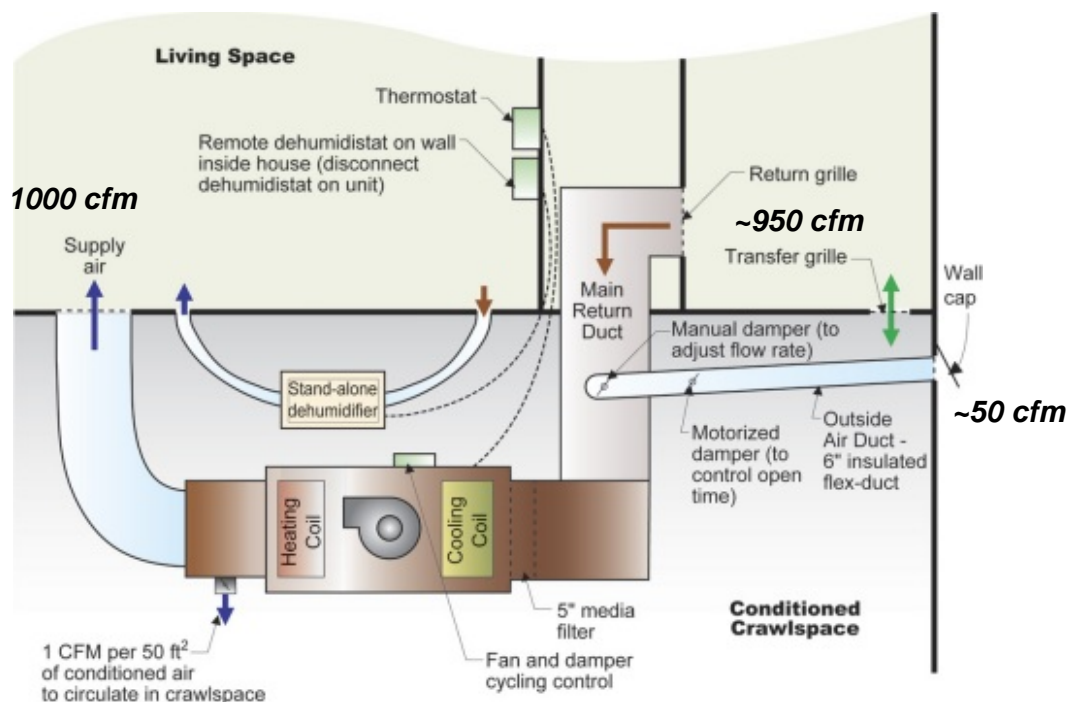 Living Space
Thermostat
Remote dehumidistat on wall
inside house (disconnect
dehumidistat on unit)
1000 cfm
Supply
air
Return grille
~950 cfm
Transfer grille
Wall
cap
Main
Return
Duct
Manual damper (to
adjust flow rate)
Stand-alone
dehumidifier
~50 cfm
Motorized
damper (to
control open
time)
Outside
Air Duct -
6" insulated
flex-duct
Heating
Coil
Cooling
Coil
5" media
filter
Conditioned
Crawlspace
Fan and damper
cycling control
1 CFM per 50 ft²
of conditioned air
to circulate in crawlspace